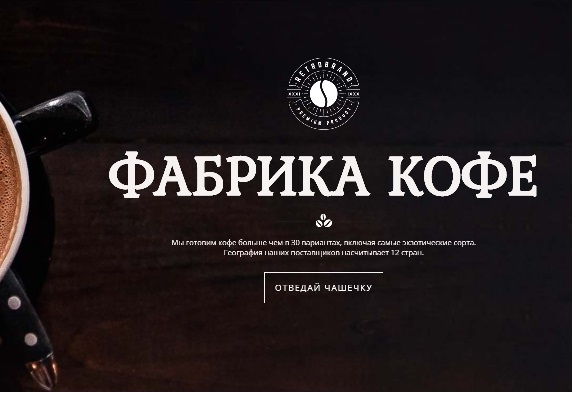 RETROBRAND
PREMIUM PRODUCT
ФАБРИКА КОФЕ
Мы готовим кофе больше чем в 30 вариантах, включая самые экзотические сорта.
География наших поставщиков насчитывает 12 стран.
ОТВЕДАЙ ЧАШЕЧКУ